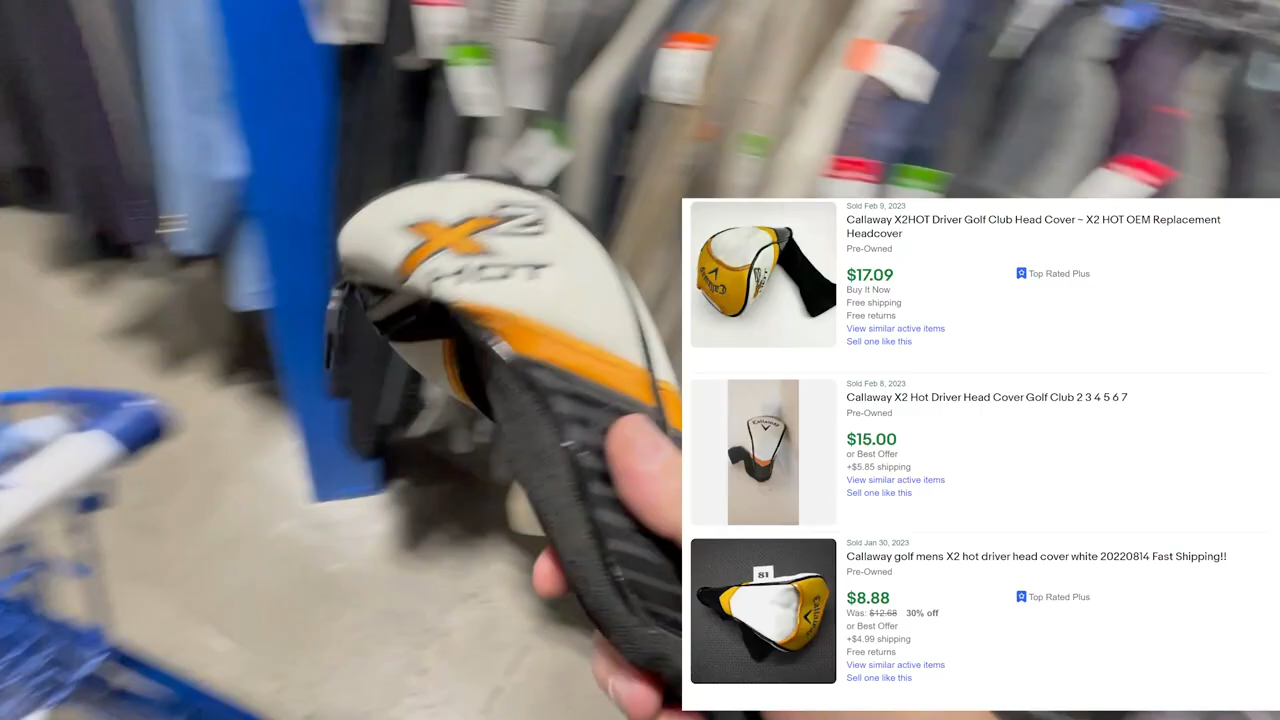 X2
HOT
Sold Feb 9, 2023
Callaway X2HOT Driver Golf Club Head Cover ~ X2 HOT OEM Replacement
Headcover
Pre-Owned
$17.09
Top Rated Plus
Buy It Now
Free shipping
Free returns
View similar active items
Sell one like this
Sold Feb 8, 2023
Callaway X2 Hot Driver Head Cover Golf Club 2 3 4 5 6 7
Pre-Owned
$15.00
or Best Offer
+$5.85 shipping
View similar active items
Sell one like this
Callaway
Sold Jan 30, 2023
Callaway golf mens X2 hot driver head cover white 20220814 Fast Shipping!!
Pre-Owned
$8.88
Top Rated Plus
Was: $12.68 30% off
or Best Offer
+$4.99 shipping
Free returns
View similar active items
Sell one like this
81
Callaway